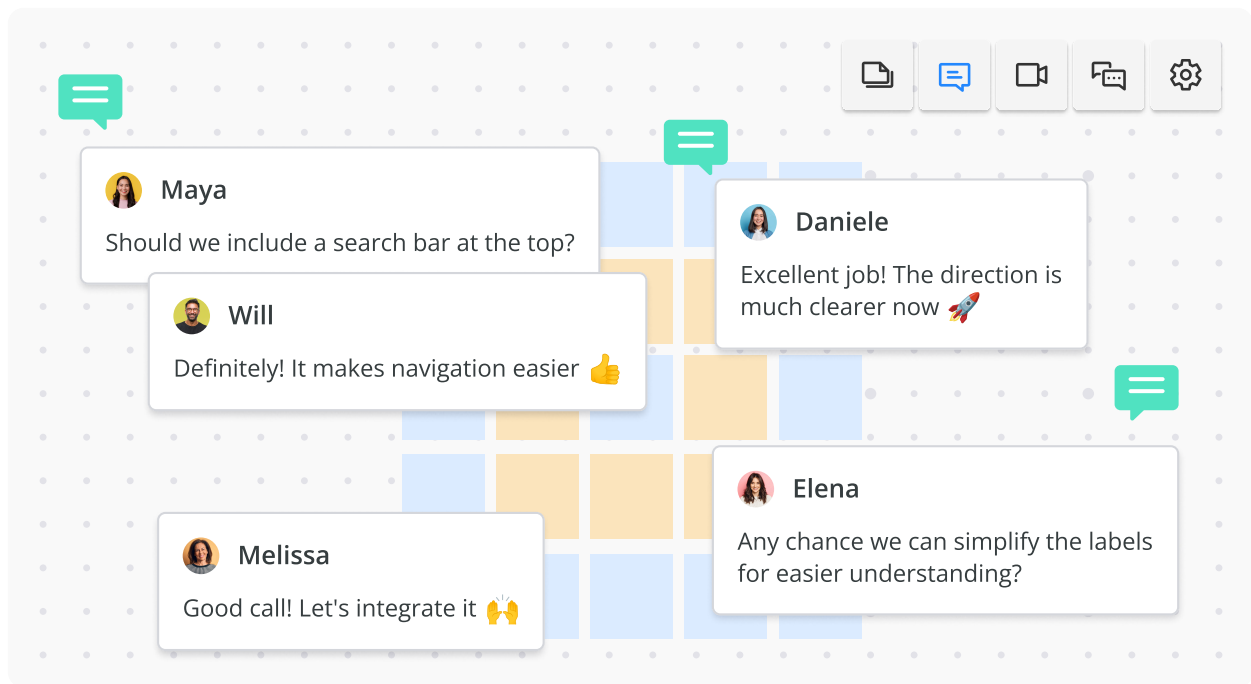 Maya
Should we include a search bar at the top?
Will
Definitely! It makes navigation easier 👍
Daniele
Excellent job! The direction is
much clearer now 🚀
Elena
Any chance we can simplify the labels
for easier understanding?
Melissa
Good call! Let's integrate it 🙌